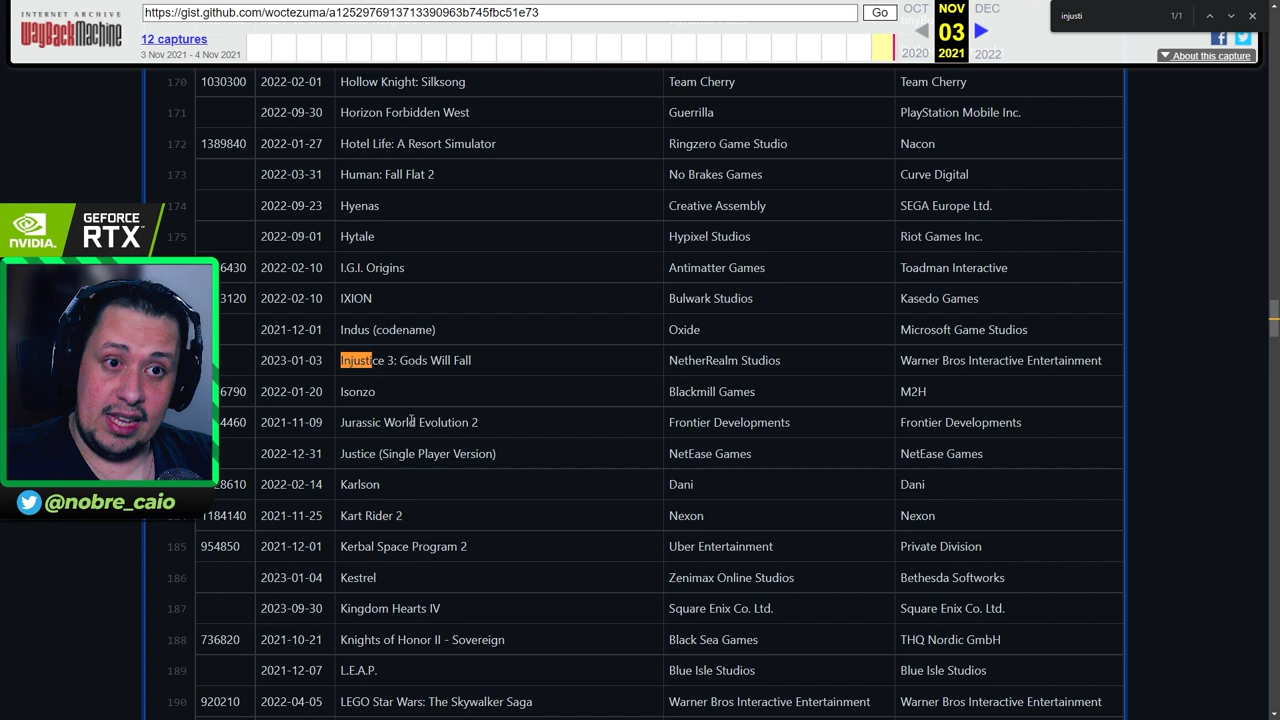 INTERNET ARCHIVE
WayBackMachine
https://gist.github.com/woctezuma/a1252976913713390963b745fbc51e73
Go
OCT
NOV
DEC
injusti
1/1
12 captures
3 Nov 2021 - 4 Nov 2021
03
2020
2021
2022
About this capture
170 1030300 2022-02-01 Hollow Knight: Silksong Team Cherry Team Cherry
171 2022-09-30 Horizon Forbidden West Guerrilla PlayStation Mobile Inc.
172 1389840 2022-01-27 Hotel Life: A Resort Simulator Ringzero Game Studio Nacon
173 2022-03-31 Human: Fall Flat 2 No Brakes Games Curve Digital
174 2022-09-23 Hyenas Creative Assembly SEGA Europe Ltd.
175 2022-09-01 Hytale Hypixel Studios Riot Games Inc.
6430 2022-02-10 I.G.I. Origins Antimatter Games Toadman Interactive
3120 2022-02-10 IXION Bulwark Studios Kasedo Games
2021-12-01 Indus (codename) Oxide Microsoft Game Studios
2023-01-03 Injustice 3: Gods Will Fall NetherRealm Studios Warner Bros Interactive Entertainment
6790 2022-01-20 Isonzo Blackmill Games M2H
4460 2021-11-09 Jurassic World Evolution 2 Frontier Developments Frontier Developments
2022-12-31 Justice (Single Player Version) NetEase Games NetEase Games
8610 2022-02-14 Karlson Dani Dani
1184140 2021-11-25 Kart Rider 2 Nexon Nexon
185 954850 2021-12-01 Kerbal Space Program 2 Uber Entertainment Private Division
186 2023-01-04 Kestrel Zenimax Online Studios Bethesda Softworks
187 2023-09-30 Kingdom Hearts IV Square Enix Co. Ltd. Square Enix Co. Ltd.
188 736820 2021-10-21 Knights of Honor II - Sovereign Black Sea Games THQ Nordic GmbH
189 2021-12-07 L.E.A.P. Blue Isle Studios Blue Isle Studios
190 920210 2022-04-05 LEGO Star Wars: The Skywalker Saga Warner Bros Interactive Entertainment Warner Bros Interactive Entertainment
NVIDIA.
GEFORCE
RTX
@nobre_caio